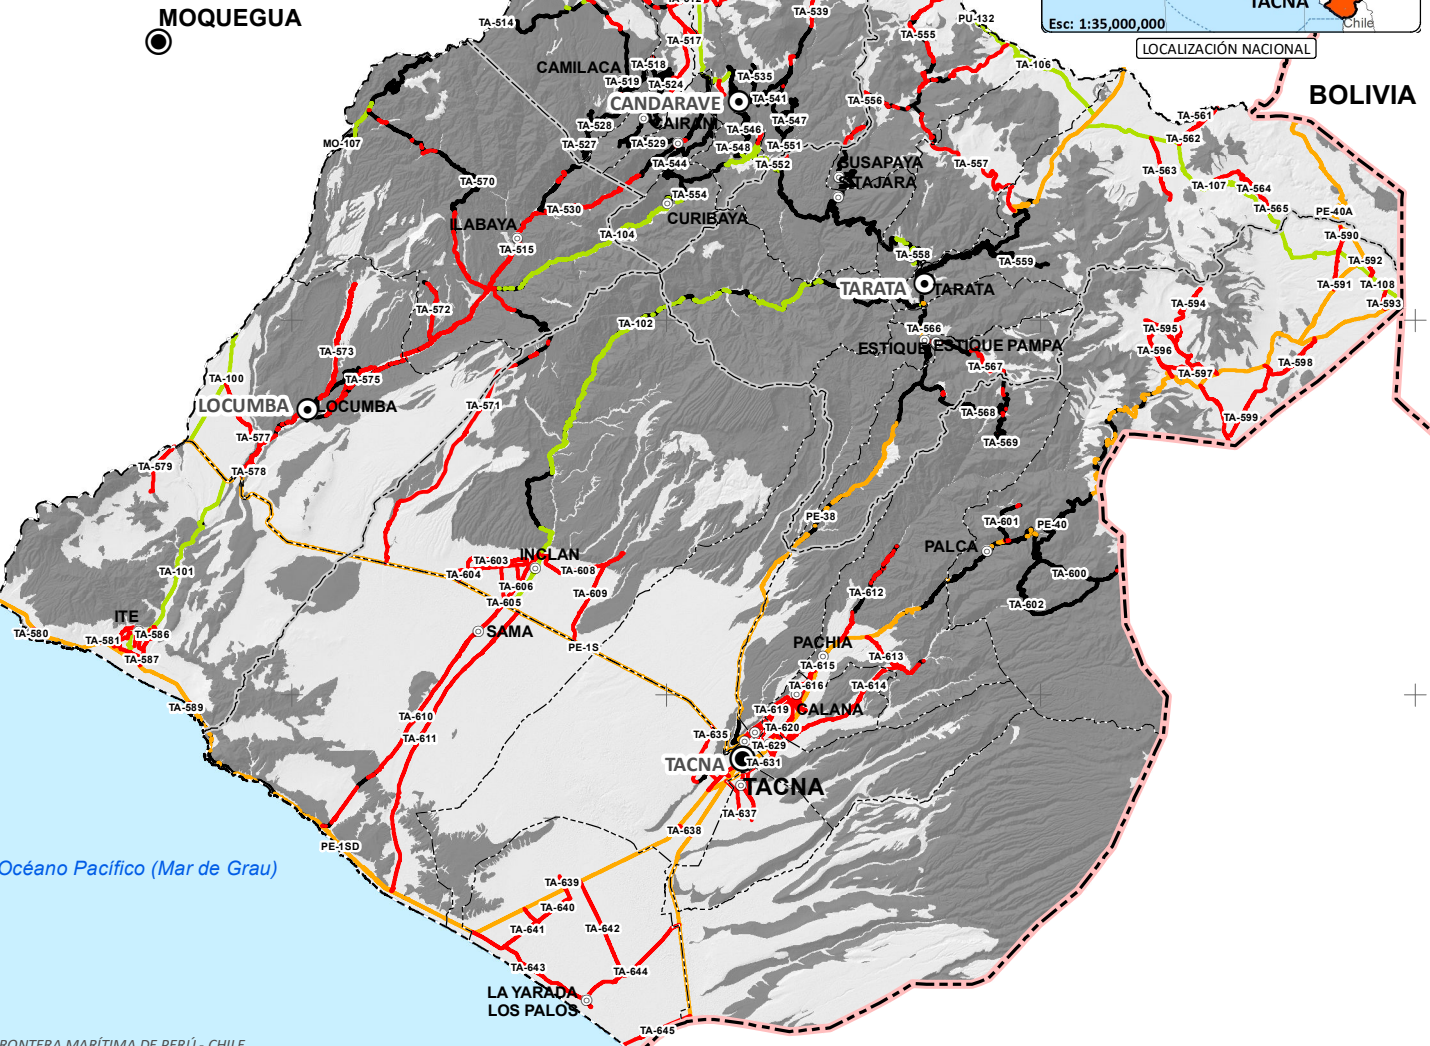 MOQUEGUA
TACNA
Chile
Esc: 1:35,000,000
LOCALIZACIÓN NACIONAL
BOLIVIA
TA-514
TA-517
TA-539
TA-555
PU-132
TA-106
CAMILACA
TA-518
TA-519
TA-524
TA-535
TA-541
CANDARAVE
CAIRANI
TA-528
TA-527
TA-529
TA-544
TA-546
TA-547
TA-548
TA-551
TA-552
TA-556
TA-557
TA-561
TA-562
TA-563
MO-107
TA-570
SUSAPAYA
SITAJARA
TA-107
TA-564
TA-565
TA-554
TA-530
CURIBAYA
ILABAYA
TA-515
TA-104
PE-40A
TA-590
TA-592
TA-591
TA-108
TA-593
TA-558
TA-559
TARATA
TARATA
TA-102
TA-572
TA-573
TA-566
ESTIQUE
ESTIQUE PAMPA
TA-567
TA-594
TA-595
TA-596
TA-597
TA-598
TA-599
TA-100
TA-575
LOCUMBA
LOCUMBA
TA-571
TA-568
TA-569
TA-577
TA-578
TA-579
PE-38
TA-601
PE-40
PALCA
TA-600
TA-602
TA-101
INCLAN
TA-603
TA-604
TA-606
TA-605
TA-608
TA-609
TA-612
ITE
TA-580
TA-581
TA-586
TA-587
SAMA
PE-1S
PACHIA
TA-615
TA-613
TA-616
TA-614
TA-589
TA-610
TA-611
TA-619
CALANA
TA-620
TA-635
TA-629
TACNA
TA-631
TACNA
TA-637
TA-638
PE-1SD
Océano Pacífico (Mar de Grau)
TA-639
TA-640
TA-641
TA-642
TA-643
TA-644
LA YARADA
LOS PALOS
TA-645
RONTERA MARÍTIMA DE PERÚ - CHILE